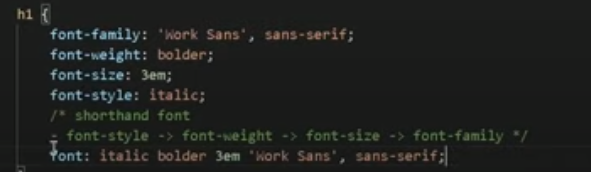 h1 {
font-family: 'Work Sans', sans-serif;
font-weight: bolder;
font-size: 3em;
font-style: italic;
/* shorthand font
- font-style -> font-weight -> font-size -> font-family */
font: italic bolder 3em 'Work Sans', sans-serif;
}